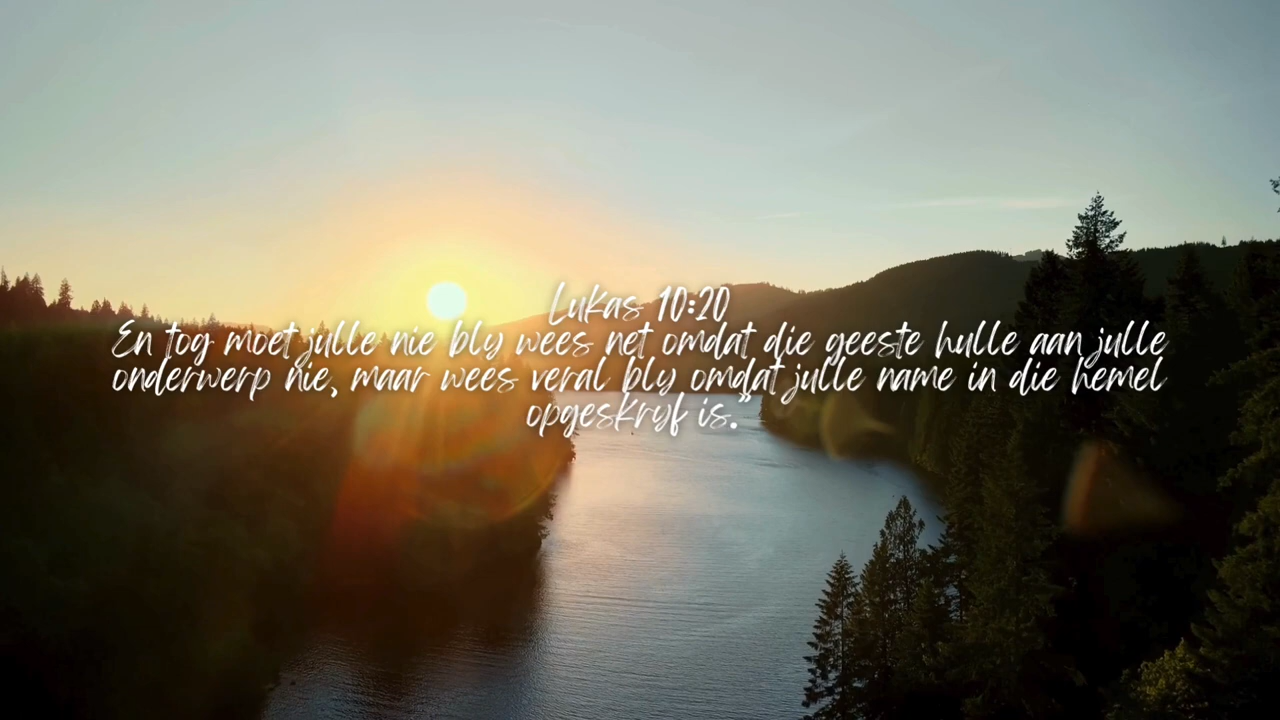 Lukas 10:20
En tog moet julle nie bly wees net omdat die geeste hulle aan julle
onderwerp nie, maar wees veral bly omdat julle name in die hemel
opgeskryf is.”